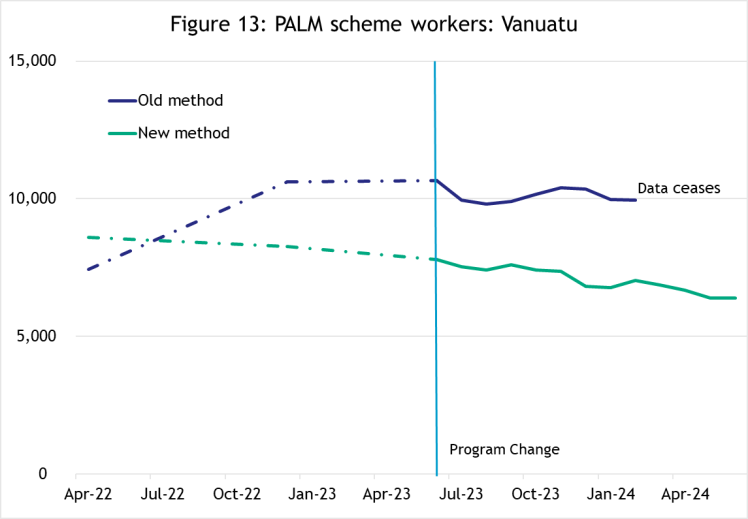 Figure 13: PALM scheme workers: Vanuatu
15,000
Old method
New method
10,000
Data ceases
5,000
Program Change
0
Apr-22 Jul-22 Oct-22 Jan-23 Apr-23 Jul-23 Oct-23 Jan-24 Apr-24